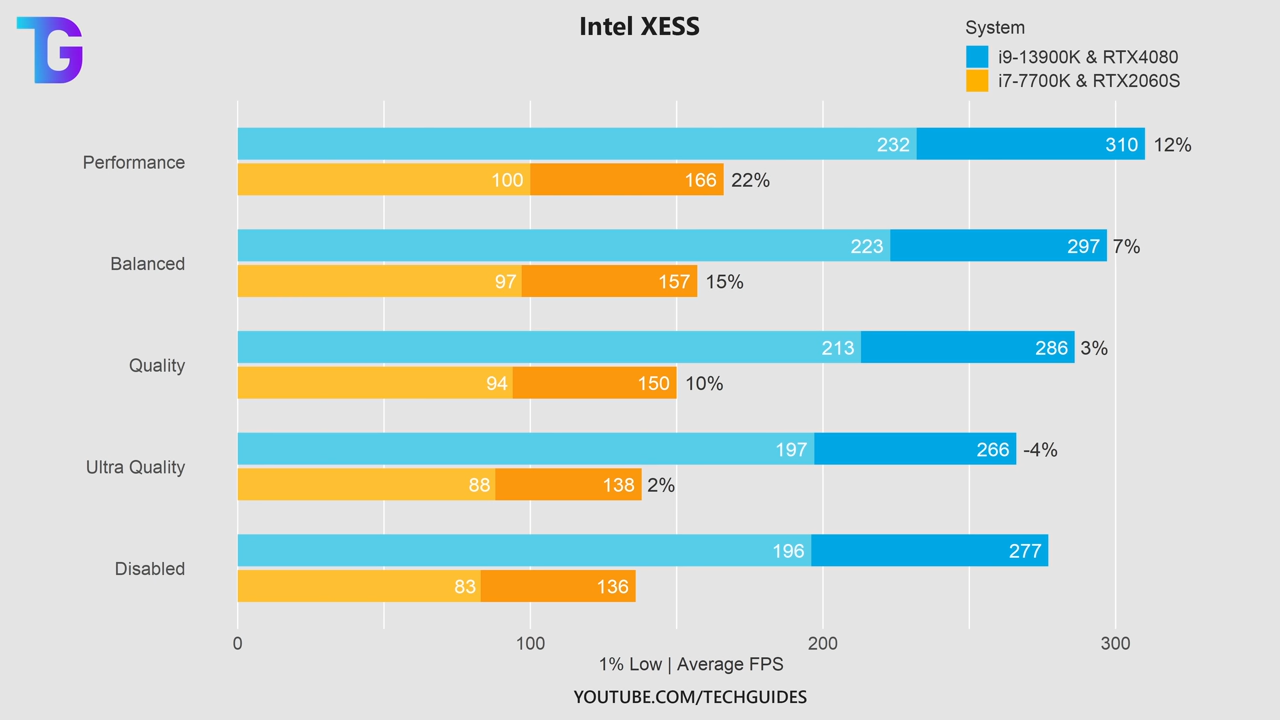 TG
Intel XESS
System
i9-13900K & RTX4080
i7-7700K & RTX2060S
Performance
232 310 12%
100 166 22%
Balanced
223 297 7%
97 157 15%
Quality
213 286 3%
94 150 10%
Ultra Quality
197 266 -4%
88 138 2%
Disabled
196 277
83 136
0 100 200 300
1% Low | Average FPS
YOUTUBE.COM/TECHGUIDES